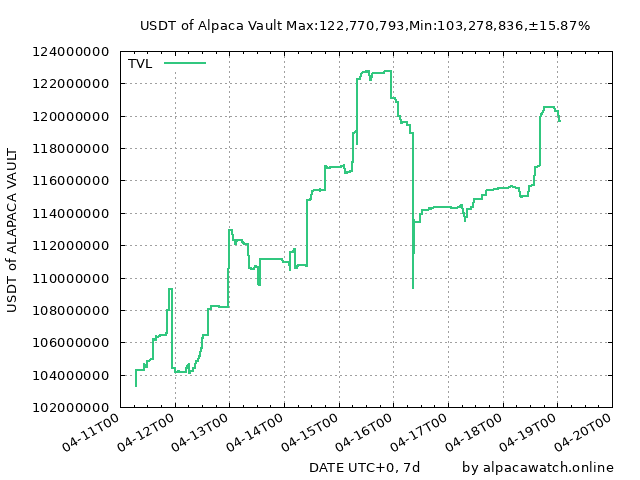 USDT of Alpaca Vault Max:122,770,793,Min:103,278,836,±15.87%
TVL
USDT of ALAPACA VAULT
124000000
122000000
120000000
118000000
116000000
114000000
112000000
110000000
108000000
106000000
104000000
102000000
04-11T00
04-12T00
04-13T00
04-14T00
04-15T00
04-16T00
04-17T00
04-18T00
04-19T00
04-20T00
DATE UTC+0, 7d
by alpacawatch.online